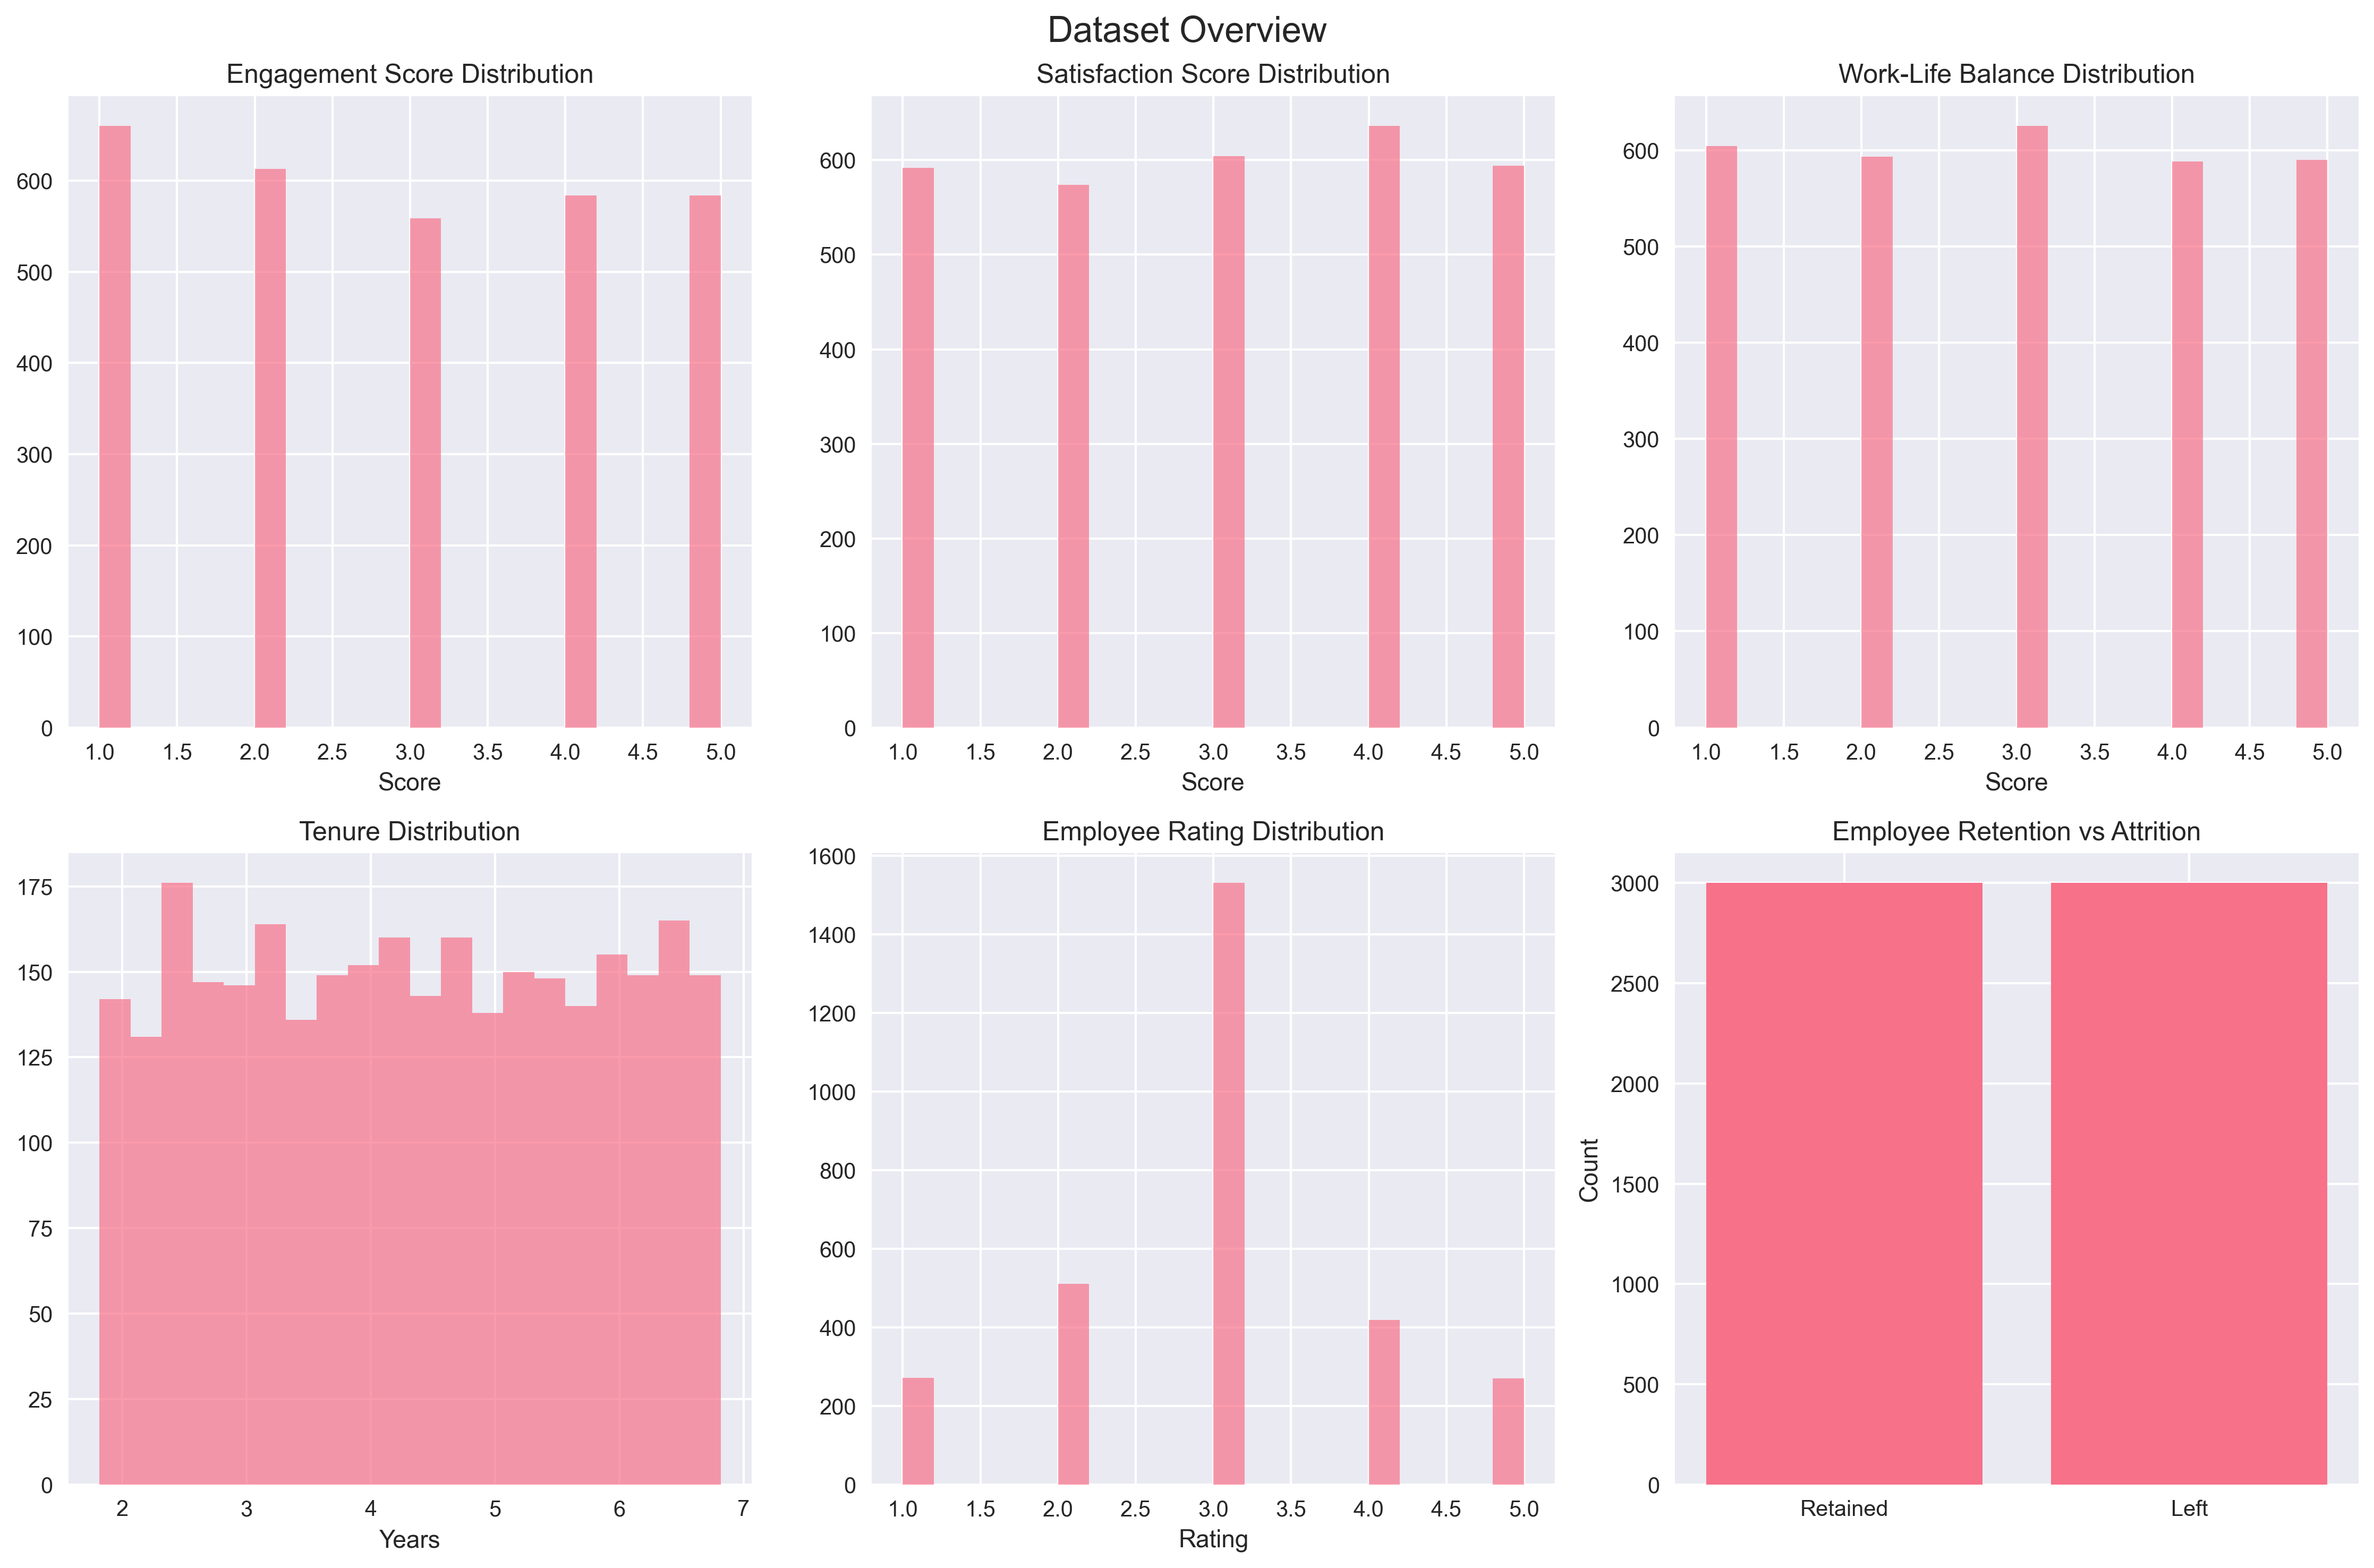 Dataset Overview
Engagement Score Distribution
600
500
400
300
200
100
0
1.0 1.5 2.0 2.5 3.0 3.5 4.0 4.5 5.0
Score
Satisfaction Score Distribution
600
500
400
300
200
100
0
1.0 1.5 2.0 2.5 3.0 3.5 4.0 4.5 5.0
Score
Work-Life Balance Distribution
600
500
400
300
200
100
0
1.0 1.5 2.0 2.5 3.0 3.5 4.0 4.5 5.0
Score
Tenure Distribution
175
150
125
100
75
50
25
0
2 3 4 5 6 7
Years
Employee Rating Distribution
1600
1400
1200
1000
800
600
400
200
0
1.0 1.5 2.0 2.5 3.0 3.5 4.0 4.5 5.0
Rating
Employee Retention vs Attrition
Count
3000
2500
2000
1500
1000
500
0
Retained Left